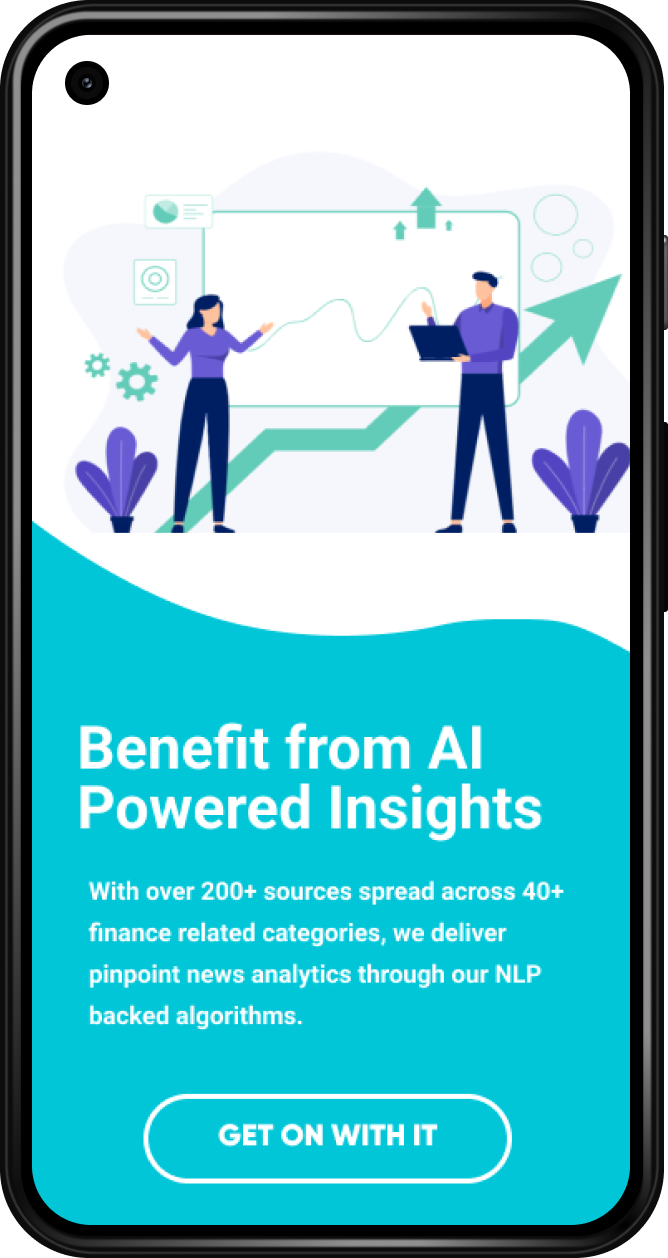 Benefit from AI
Powered Insights
With over 200+ sources spread across 40+
finance related categories, we deliver
pinpoint news analytics through our NLP
backed algorithms.
GET ON WITH IT